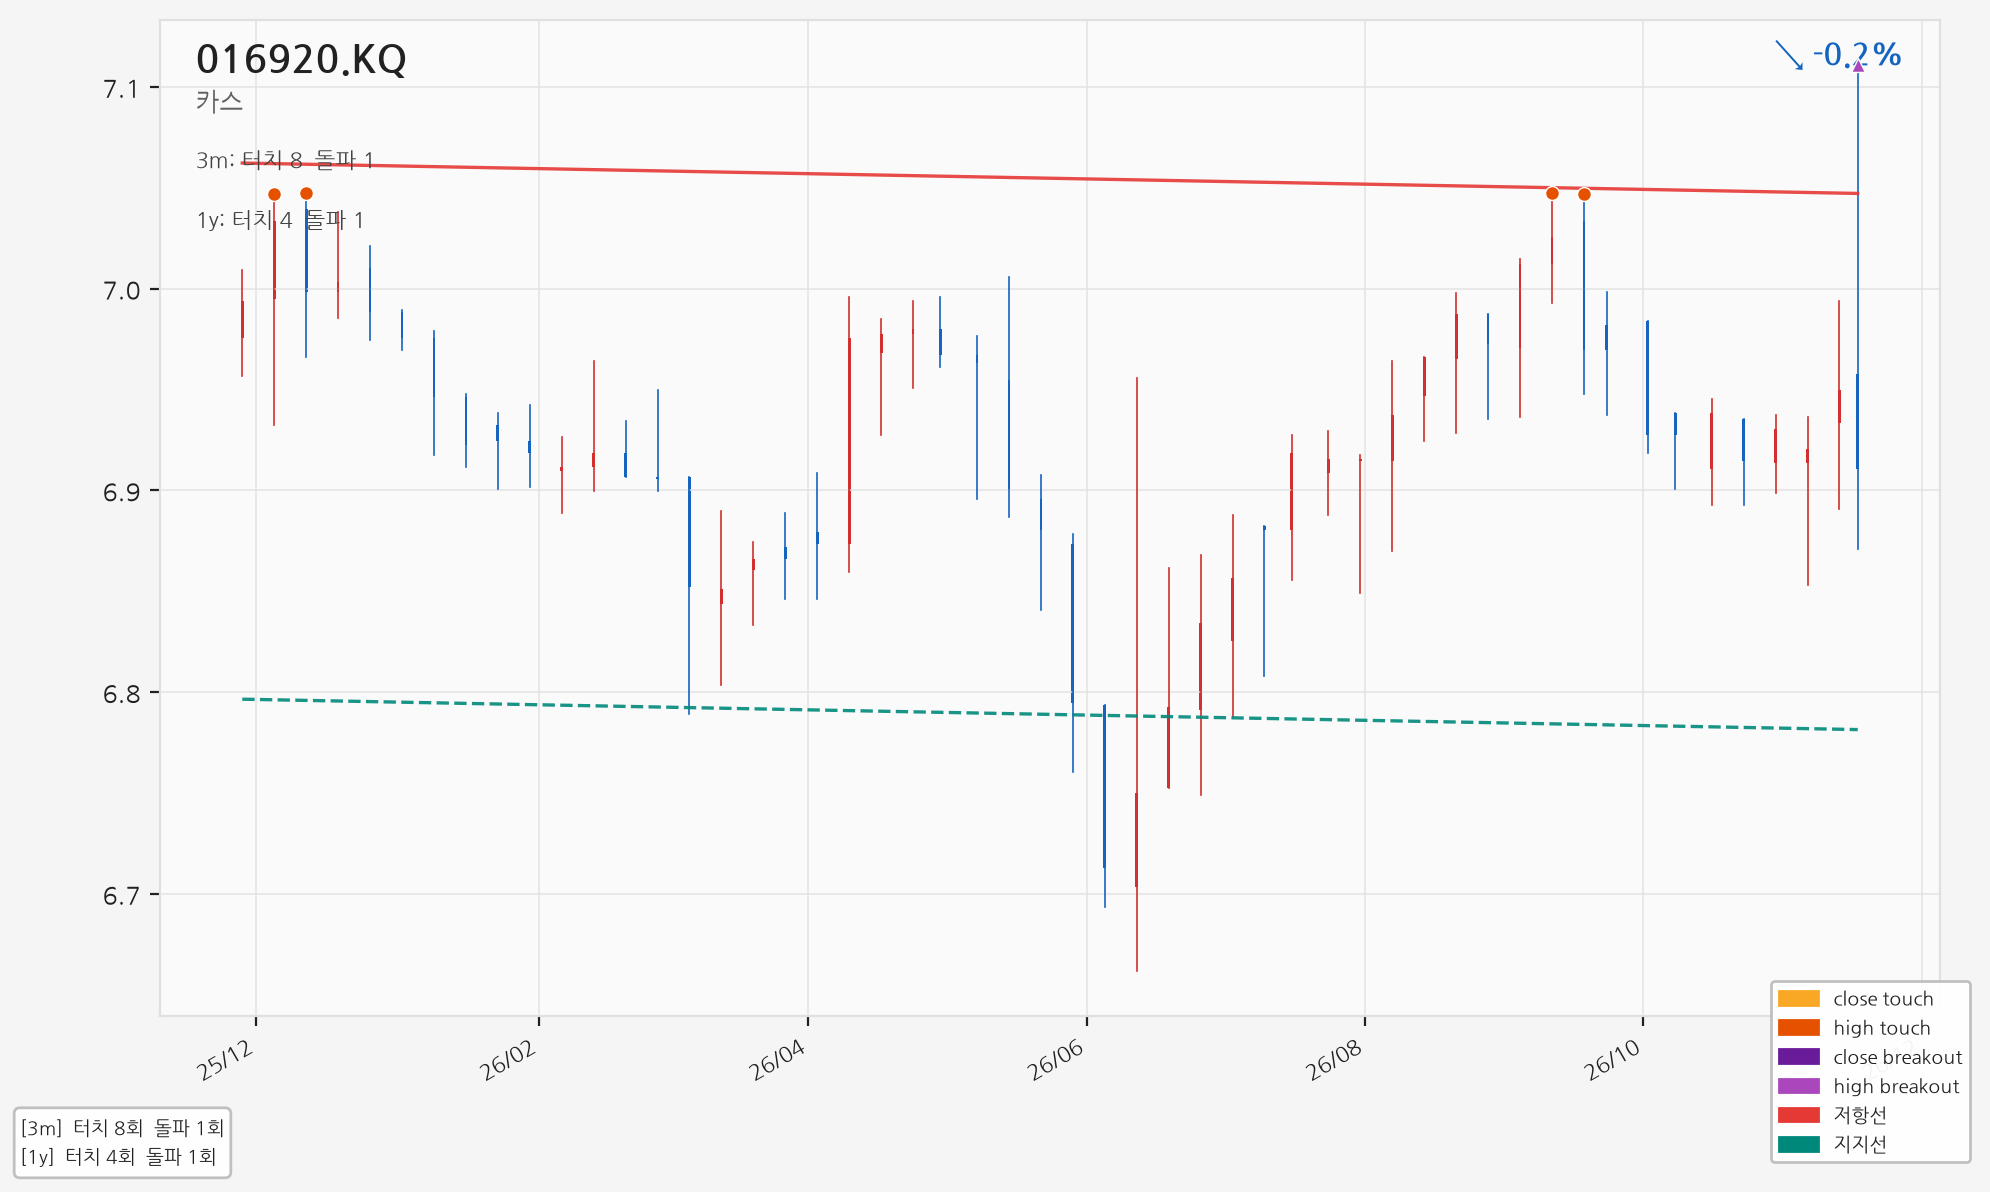 016920.KQ
카스
3m: 터치 8  돌파 1
1y: 터치 4  돌파 1
-0.2%
7.1
7.0
6.9
6.8
6.7
25/12
26/02
26/04
26/06
26/08
26/10
close touch
high touch
close breakout
high breakout
저항선
지지선
[3m]  터치 8회  돌파 1회
[1y]  터치 4회  돌파 1회